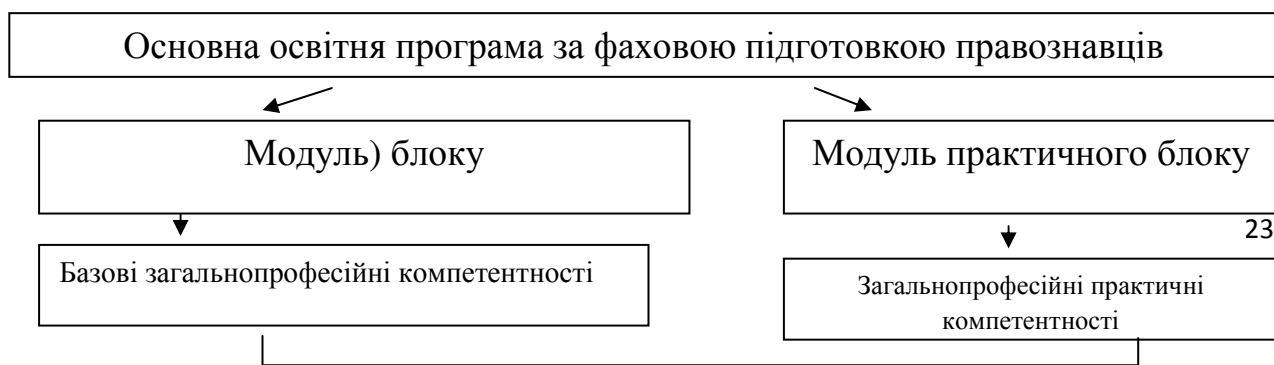 Основна освітня програма за фаховою підготовкою правознавців
Модуль) блоку
Модуль практичного блоку
23
Базові загальнопрофесійні компетентності
Загальнопрофесійні практичні
компетентності